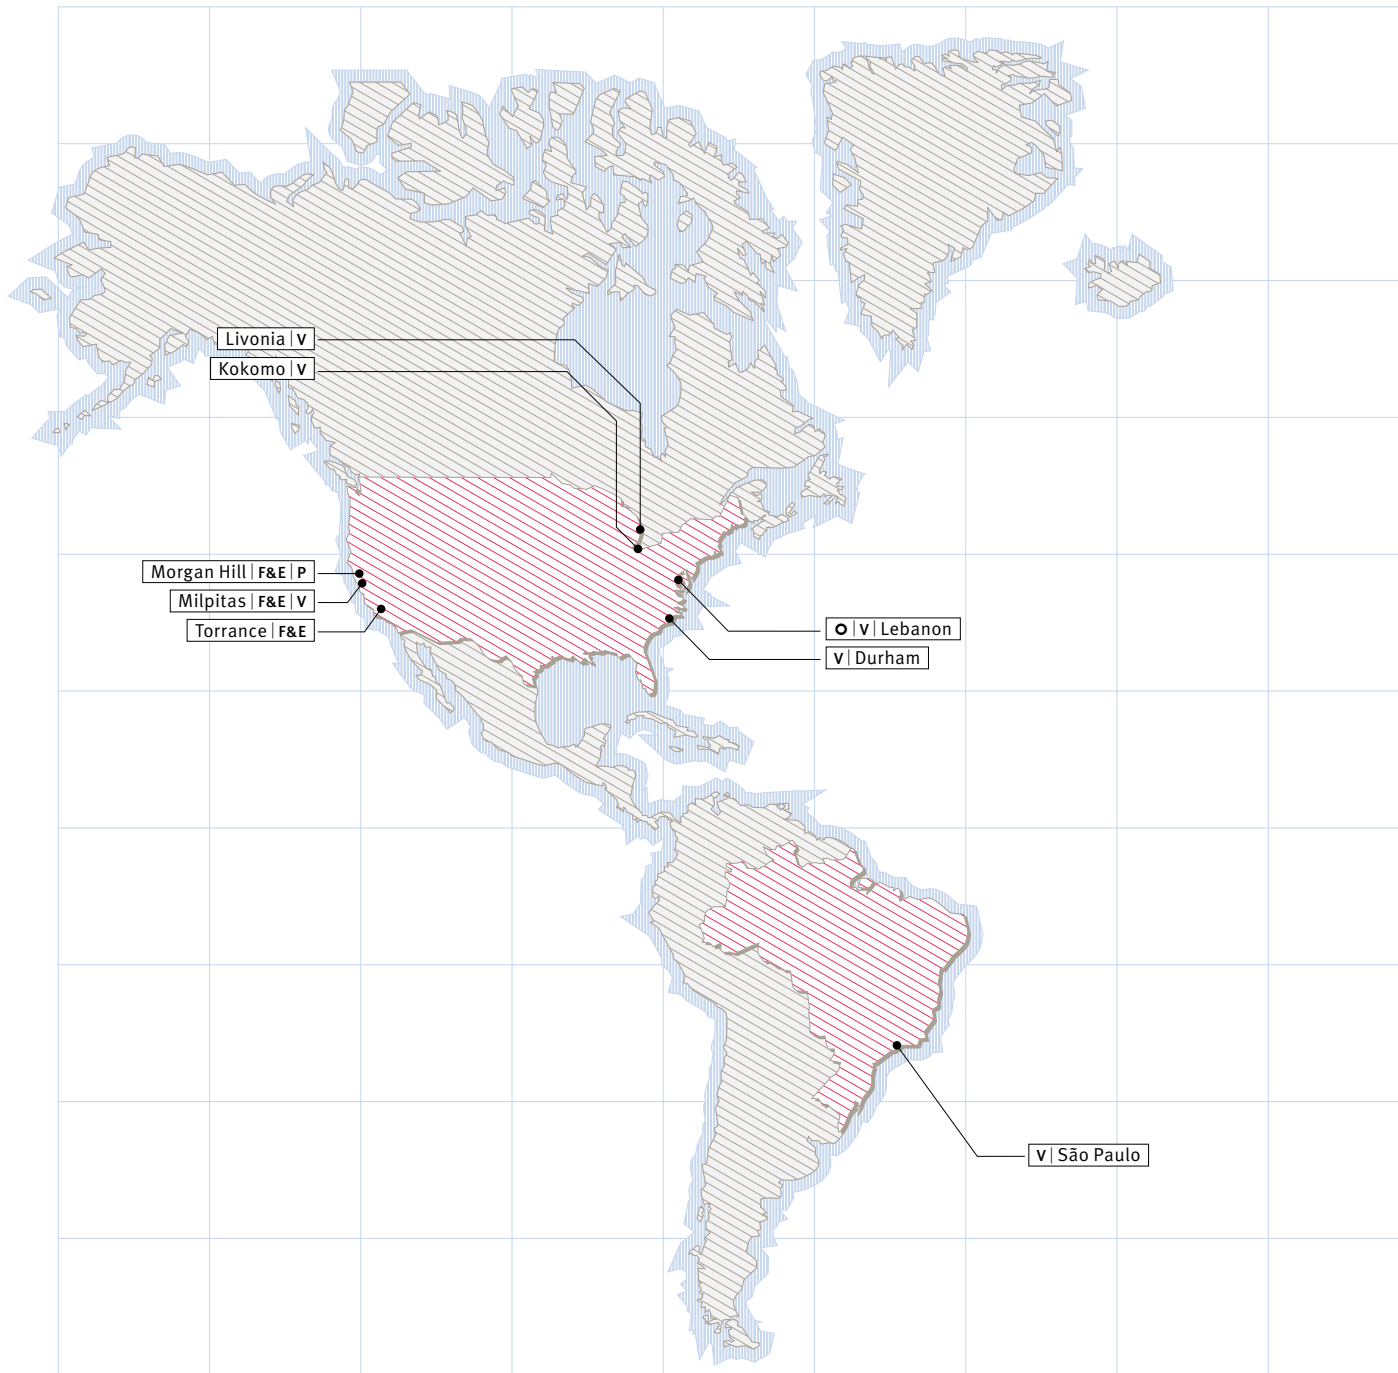 Livonia | V
Kokomo | V
Morgan Hill | F&E | P
Milpitas | F&E | V
Torrance | F&E
O | V | Lebanon
V | Durham
V | São Paulo